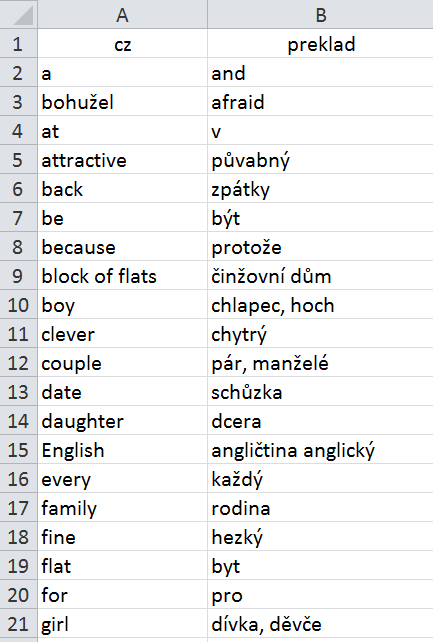 A B
1 cz preklad
2 a and
3 bohužel afraid
4 at v
5 attractive půvabný
6 back zpátky
7 be být
8 because protože
9 block of flats činžovní dům
10 boy chlapec, hoch
11 clever chytrý
12 couple pár, manželé
13 date schůzka
14 daughter dcera
15 English angličtina anglický
16 every každý
17 family rodina
18 fine hezký
19 flat byt
20 for pro
21 girl dívka, děvče